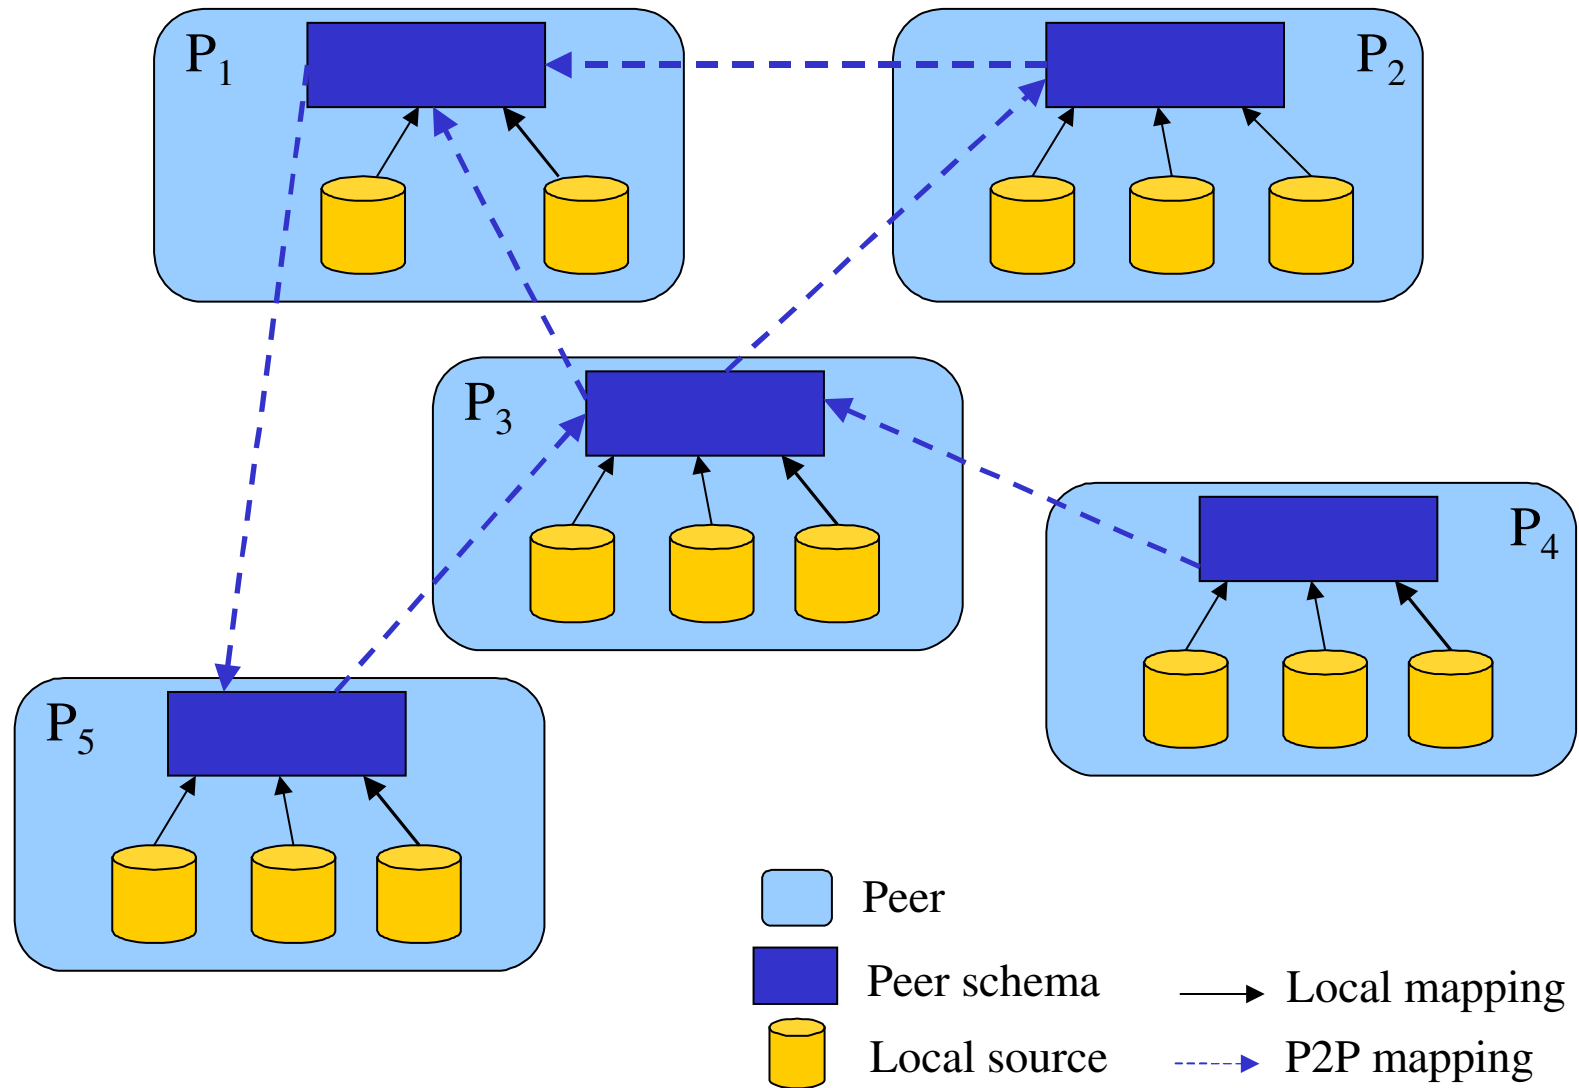 P1
P2
P3
P4
P5
Peer
Peer schema
Local mapping
Local source
P2P mapping